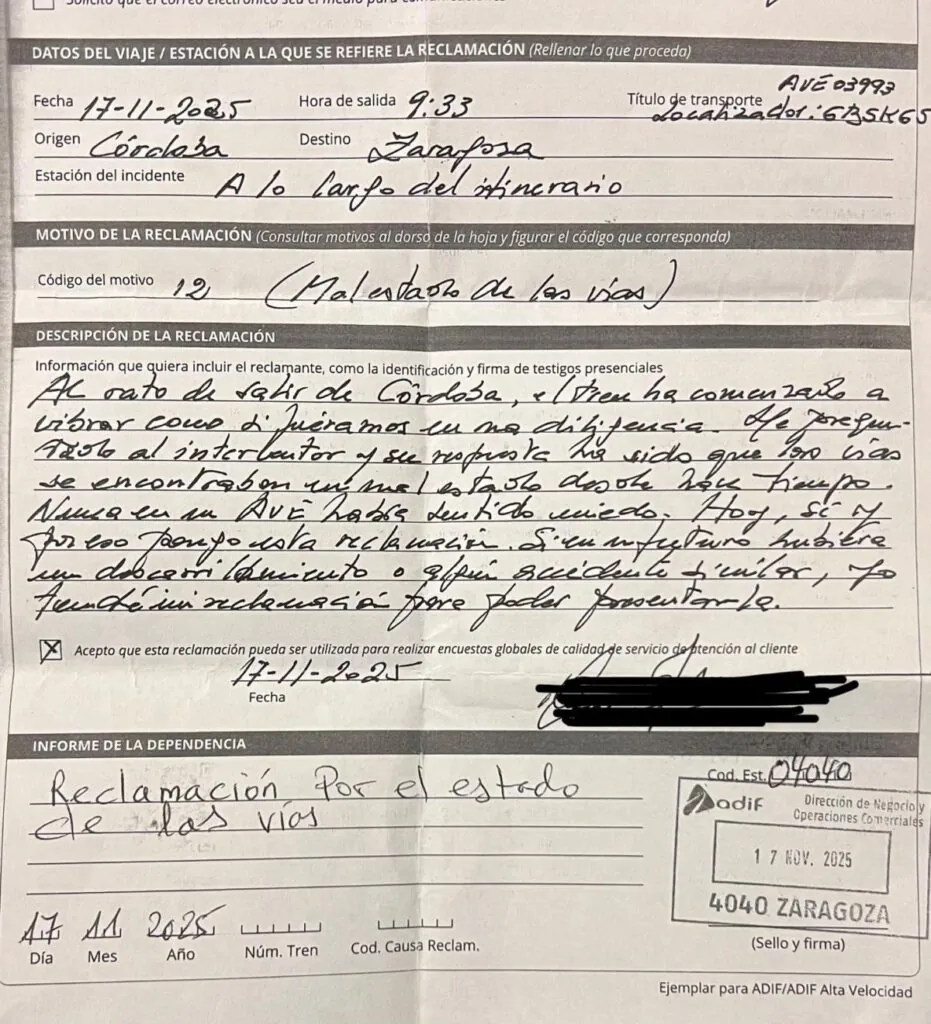 DATOS DEL VIAJE / ESTACIÓN A LA QUE SE REFIERE LA RECLAMACIÓN (Rellenar lo que proceda)
AVE 03993
Fecha 17-11-2025 Hora de salida 9:33 Título de transporte Localizador: 6BSK65
Origen Córdoba Destino Zaragoza
Estación del incidente A lo largo del itinerario
MOTIVO DE LA RECLAMACIÓN (Consultar motivos al dorso de la hoja y figurar el código que corresponda)
Código del motivo 12 (Mal estado de las vías)
DESCRIPCIÓN DE LA RECLAMACIÓN
Información que quiera incluir el reclamante, como la identificación y firma de testigos presenciales
Al rato de salir de Córdoba, el tren ha comenzado a
vibrar como si fuéramos en una diligencia. He pregun-
tado al interventor y su respuesta ha sido que las vías
se encontraban en mal estado desde hace tiempo.
Nunca en un AVE había sentido miedo. Hoy, sí y
por eso pongo esta reclamación. Si en un futuro hubiera
un descarrilamiento o algún accidente similar, yo
tendré mi reclamación para poder presentarla.
Acepto que esta reclamación pueda ser utilizada para realizar encuestas globales de calidad de servicio de atención al cliente
17-11-2025
Fecha
INFORME DE LA DEPENDENCIA
Reclamación Por el estado
de las vías
Cod. Est. 04040
adif Dirección de Negocio y
Operaciones Comerciales
17 NOV. 2025
4040 ZARAGOZA
(Sello y firma)
17 11 2025
Día Mes Año Núm. Tren Cod. Causa Reclam.
Ejemplar para ADIF/ADIF Alta Velocidad